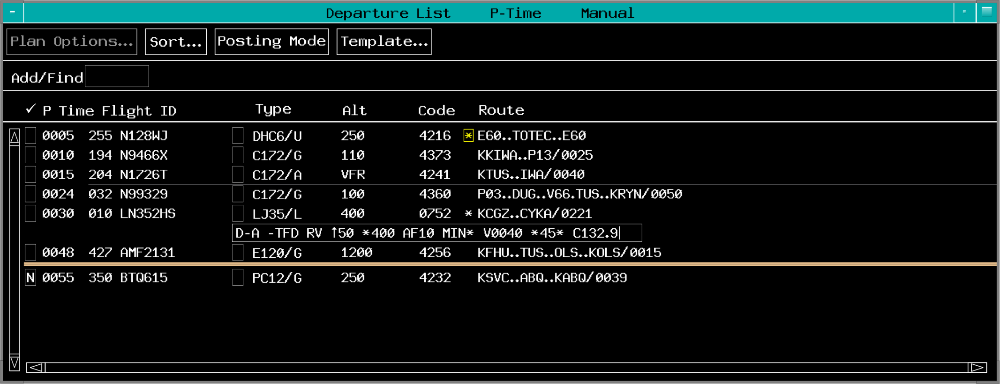 Departure List P-Time Manual
Plan Options... Sort... Posting Mode Template...
Add/Find
✓ P Time Flight ID Type Alt Code Route
0005 255 N128WJ DHC6/U 250 4216 * E60..TOTEC..E60
0010 194 N9466X C172/G 110 4373 KKIWA..P13/0025
0015 204 N1726T C172/A VFR 4241 KTUS..IWA/0040
0024 032 N99329 C172/G 100 4360 P03..DUG..V66.TUS..KRYN/0050
0030 010 LN352HS LJ35/L 400 0752 * KCGZ..CYKA/0221
D-A -TFD RV ↑50 *400 AF10 MIN* V0040 *45* C132.9
0048 427 AMF2131 E120/G 1200 4256 KFHU..TUS..OLS..KOLS/0015
N 0055 350 BTQ615 PC12/G 250 4232 KSVC..ABQ..KABQ/0039